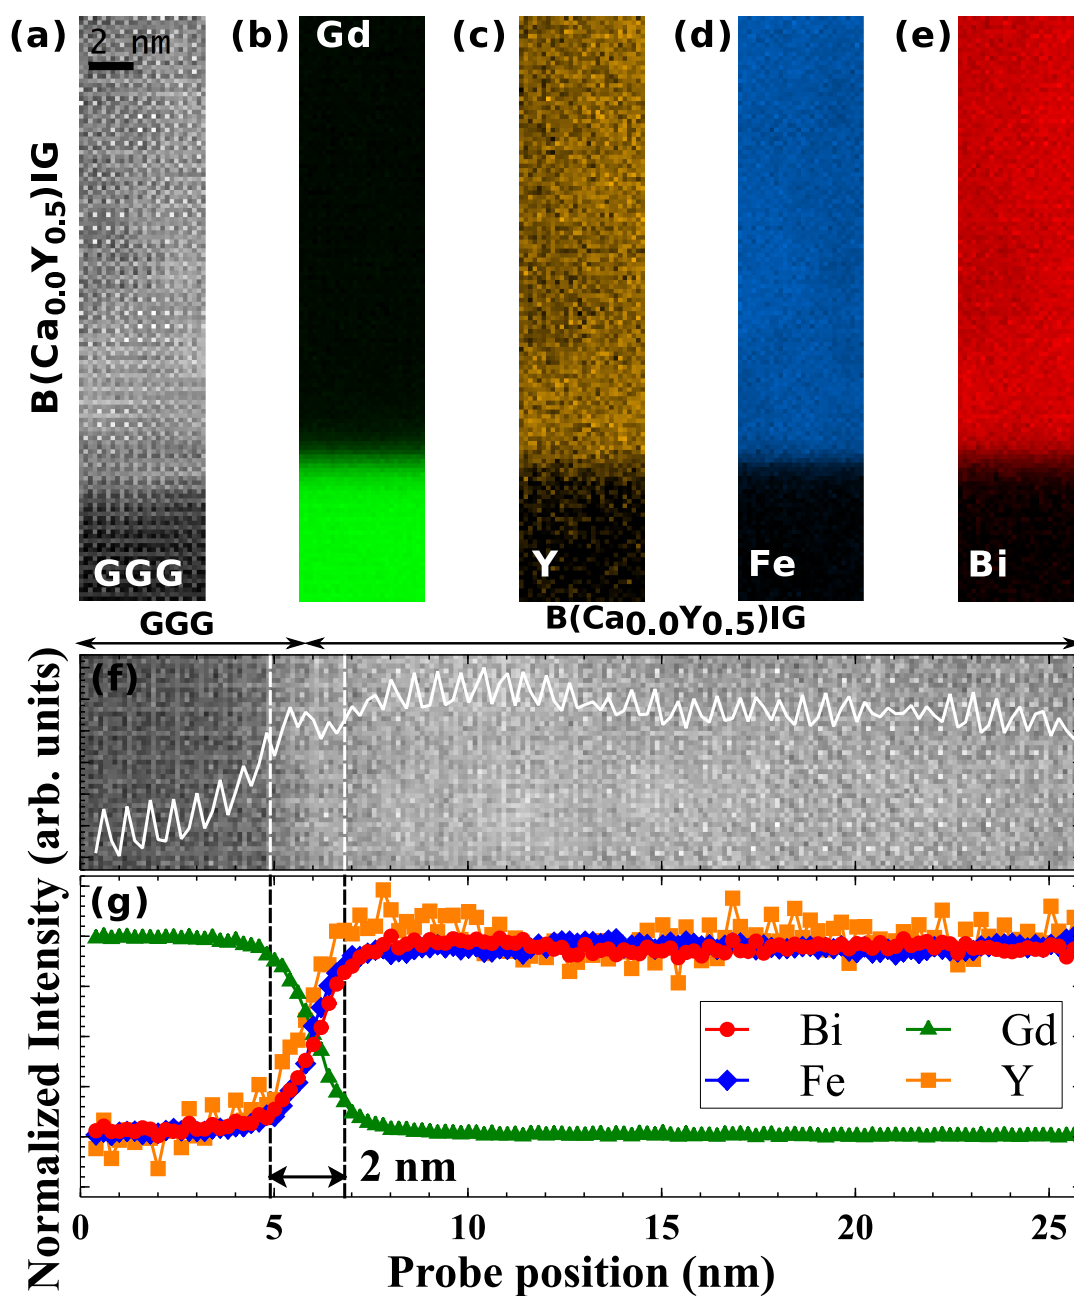 (a) (b) (c) (d) (e)
2 nm
Gd
B(Ca0.0Y0.5)IG
GGG
Y
Fe
Bi
GGG
B(Ca0.0Y0.5)IG
(f)
(g)
Normalized Intensity (arb. units)
Bi
Gd
Fe
Y
2 nm
0 5 10 15 20 25
Probe position (nm)